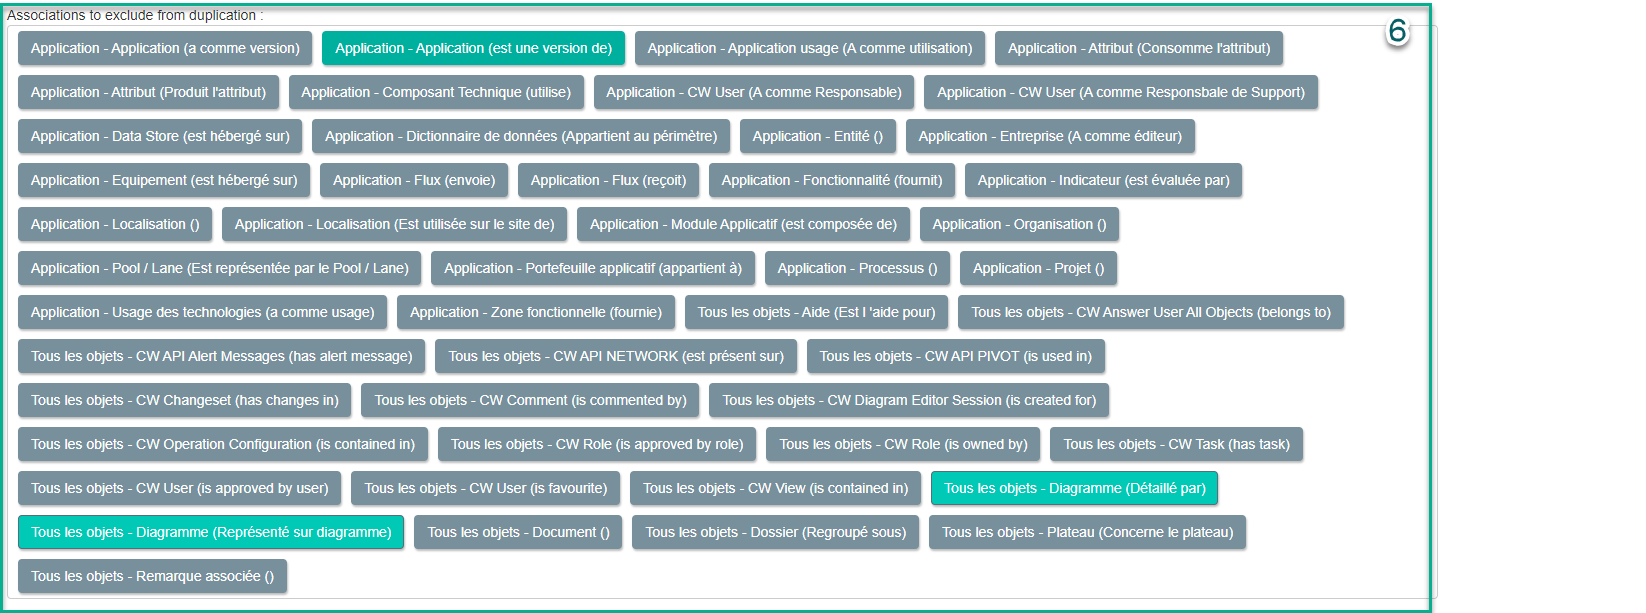 Associations to exclude from duplication :
6
Application - Application (a comme version) Application - Application (est une version de) Application - Application usage (A comme utilisation) Application - Attribut (Consomme l'attribut)
Application - Attribut (Produit l'attribut) Application - Composant Technique (utilise) Application - CW User (A comme Responsable) Application - CW User (A comme Responsbale de Support)
Application - Data Store (est hébergé sur) Application - Dictionnaire de données (Appartient au périmètre) Application - Entité () Application - Entreprise (A comme éditeur)
Application - Equipement (est hébergé sur) Application - Flux (envoie) Application - Flux (reçoit) Application - Fonctionnalité (fournit) Application - Indicateur (est évaluée par)
Application - Localisation () Application - Localisation (Est utilisée sur le site de) Application - Module Applicatif (est composée de) Application - Organisation ()
Application - Pool / Lane (Est représentée par le Pool / Lane) Application - Portefeuille applicatif (appartient à) Application - Processus () Application - Projet ()
Application - Usage des technologies (a comme usage) Application - Zone fonctionnelle (fournie) Tous les objets - Aide (Est l 'aide pour) Tous les objets - CW Answer User All Objects (belongs to)
Tous les objets - CW API Alert Messages (has alert message) Tous les objets - CW API NETWORK (est présent sur) Tous les objets - CW API PIVOT (is used in)
Tous les objets - CW Changeset (has changes in) Tous les objets - CW Comment (is commented by) Tous les objets - CW Diagram Editor Session (is created for)
Tous les objets - CW Operation Configuration (is contained in) Tous les objets - CW Role (is approved by role) Tous les objets - CW Role (is owned by) Tous les objets - CW Task (has task)
Tous les objets - CW User (is approved by user) Tous les objets - CW User (is favourite) Tous les objets - CW View (is contained in) Tous les objets - Diagramme (Détaillé par)
Tous les objets - Diagramme (Représenté sur diagramme) Tous les objets - Document () Tous les objets - Dossier (Regroupé sous) Tous les objets - Plateau (Concerne le plateau)
Tous les objets - Remarque associée ()